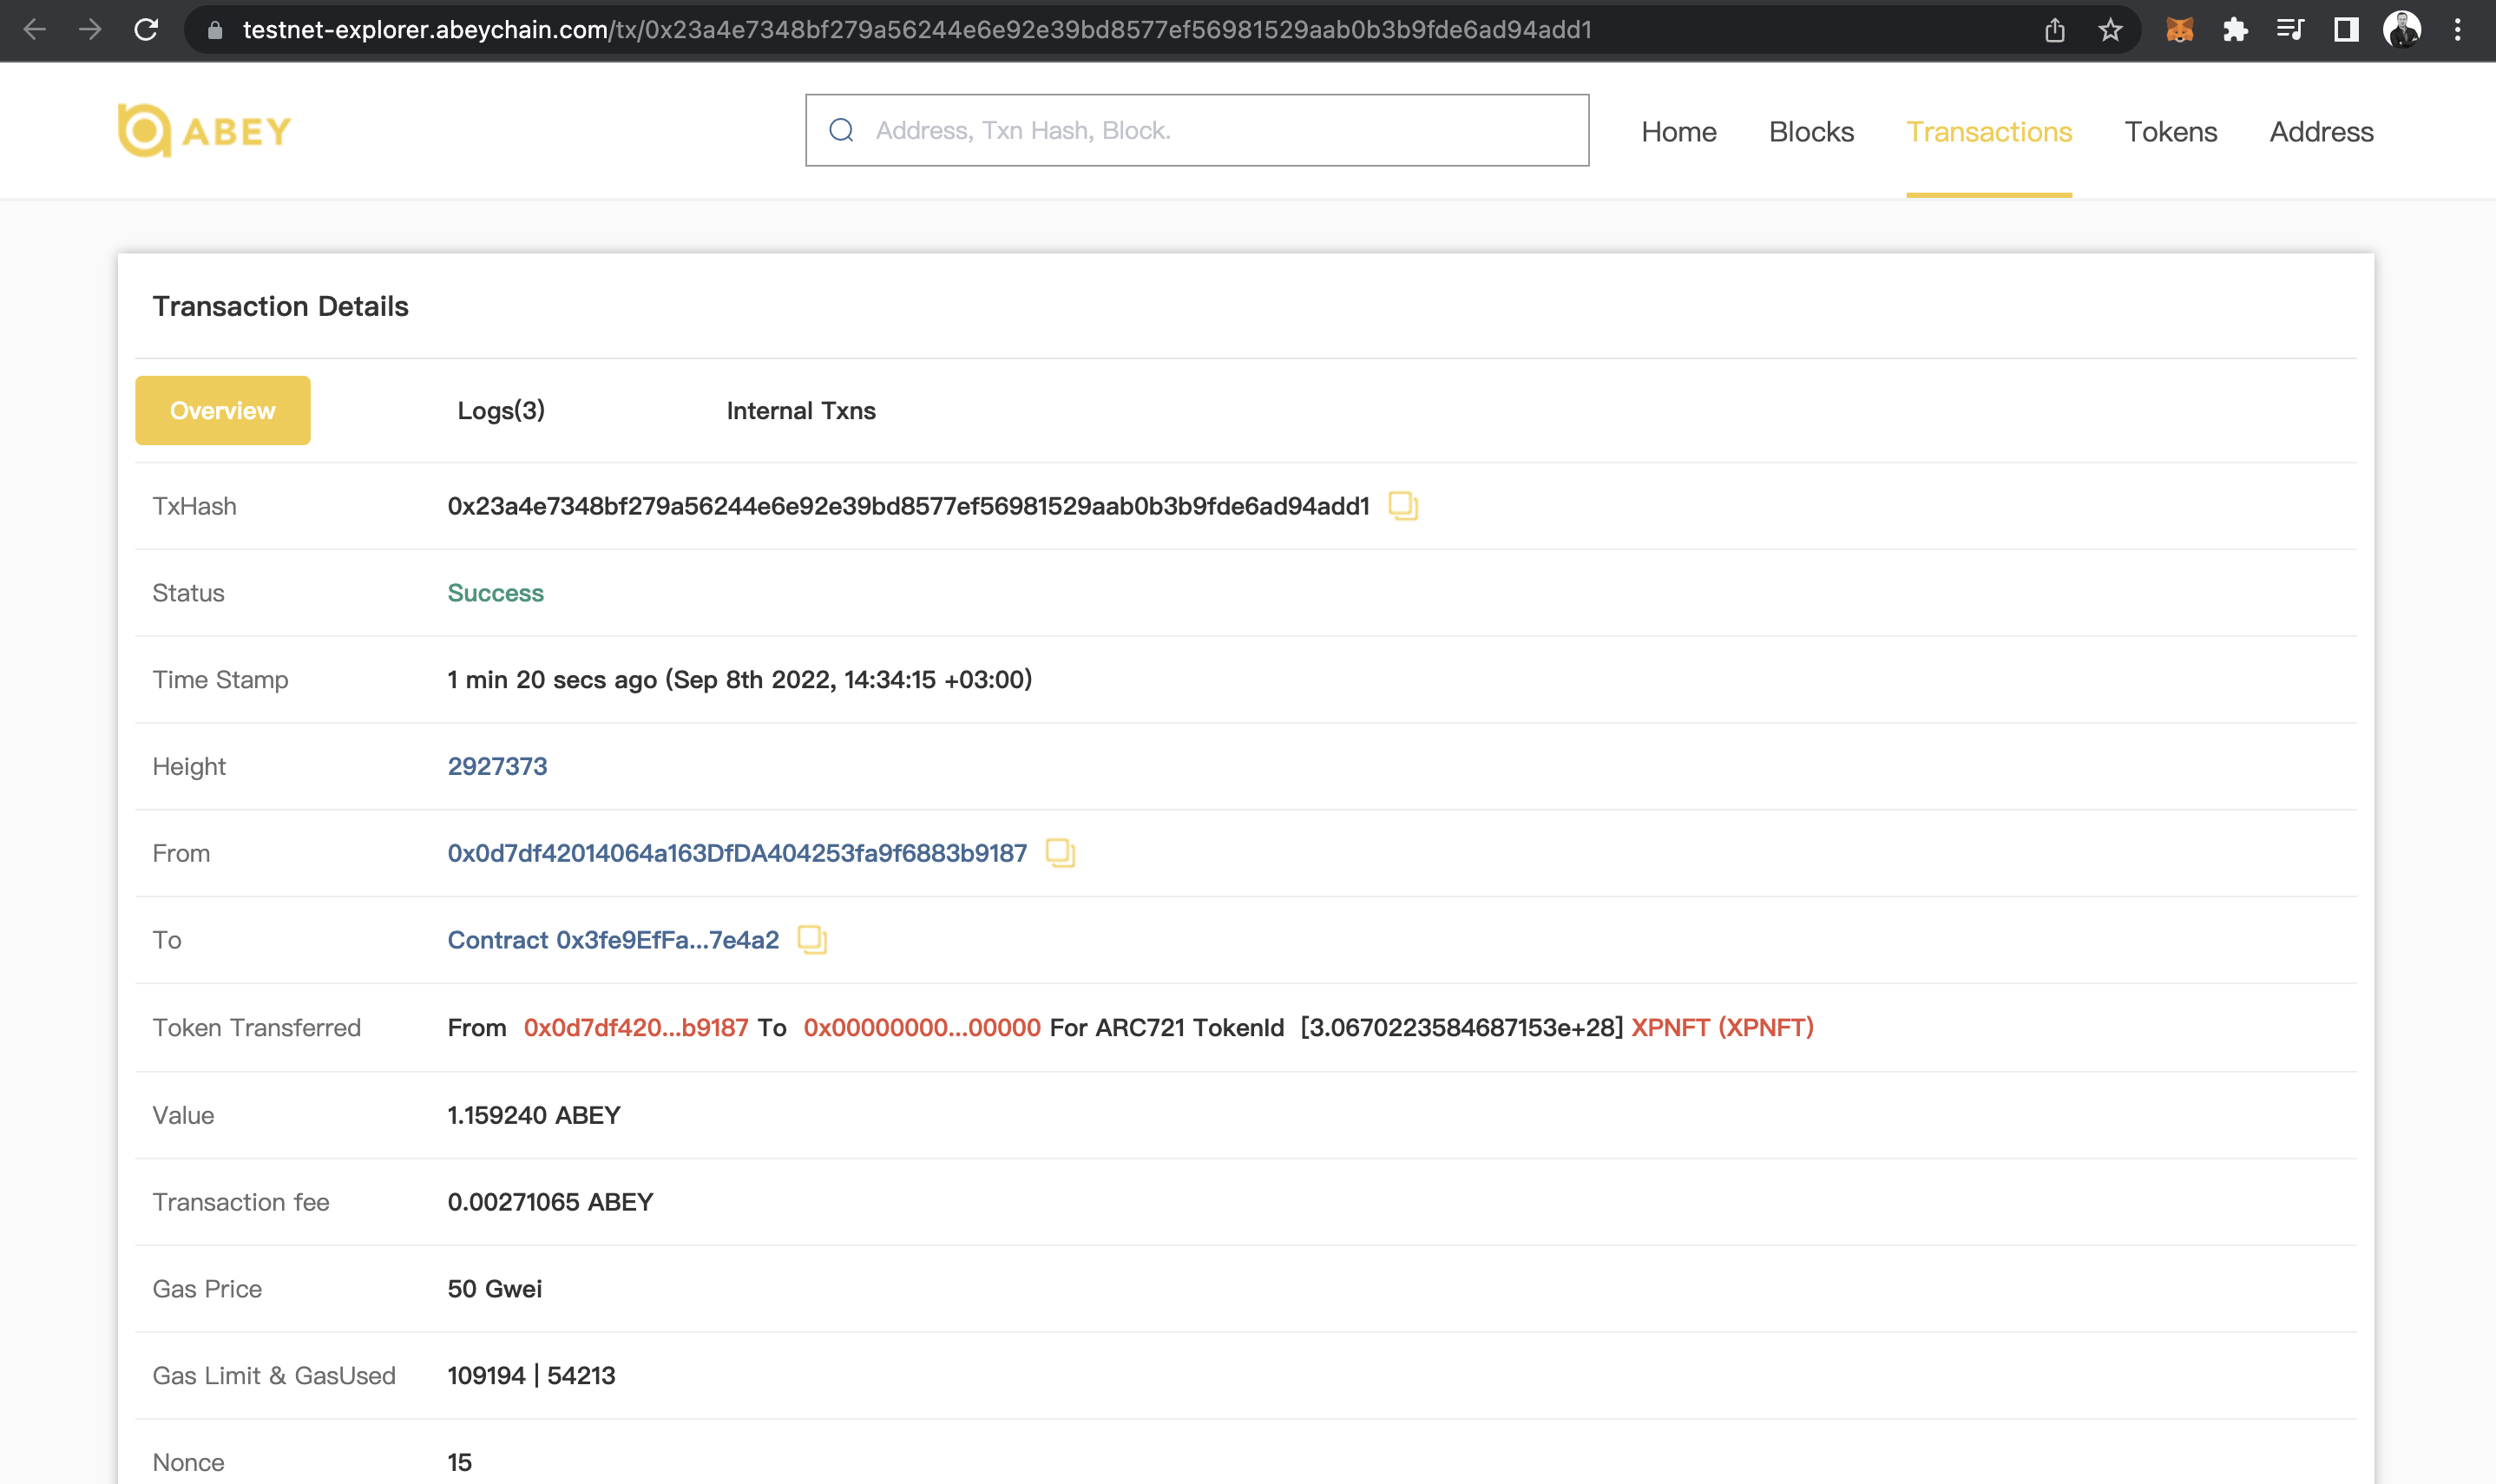 testnet-explorer.abeychain.com/tx/0x23a4e7348bf279a56244e6e92e39bd8577ef56981529aab0b3b9fde6ad94add1
ABEY
Address, Txn Hash, Block.
Home Blocks Transactions Tokens Address
Transaction Details
Overview Logs(3) Internal Txns
TxHash 0x23a4e7348bf279a56244e6e92e39bd8577ef56981529aab0b3b9fde6ad94add1
Status Success
Time Stamp 1 min 20 secs ago (Sep 8th 2022, 14:34:15 +03:00)
Height 2927373
From 0x0d7df42014064a163DfDA404253fa9f6883b9187
To Contract 0x3fe9EfFa...7e4a2
Token Transferred From 0x0d7df420...b9187 To 0x00000000...00000 For ARC721 TokenId [3.0670223584687153e+28] XPNFT (XPNFT)
Value 1.159240 ABEY
Transaction fee 0.00271065 ABEY
Gas Price 50 Gwei
Gas Limit & GasUsed 109194 | 54213
Nonce 15